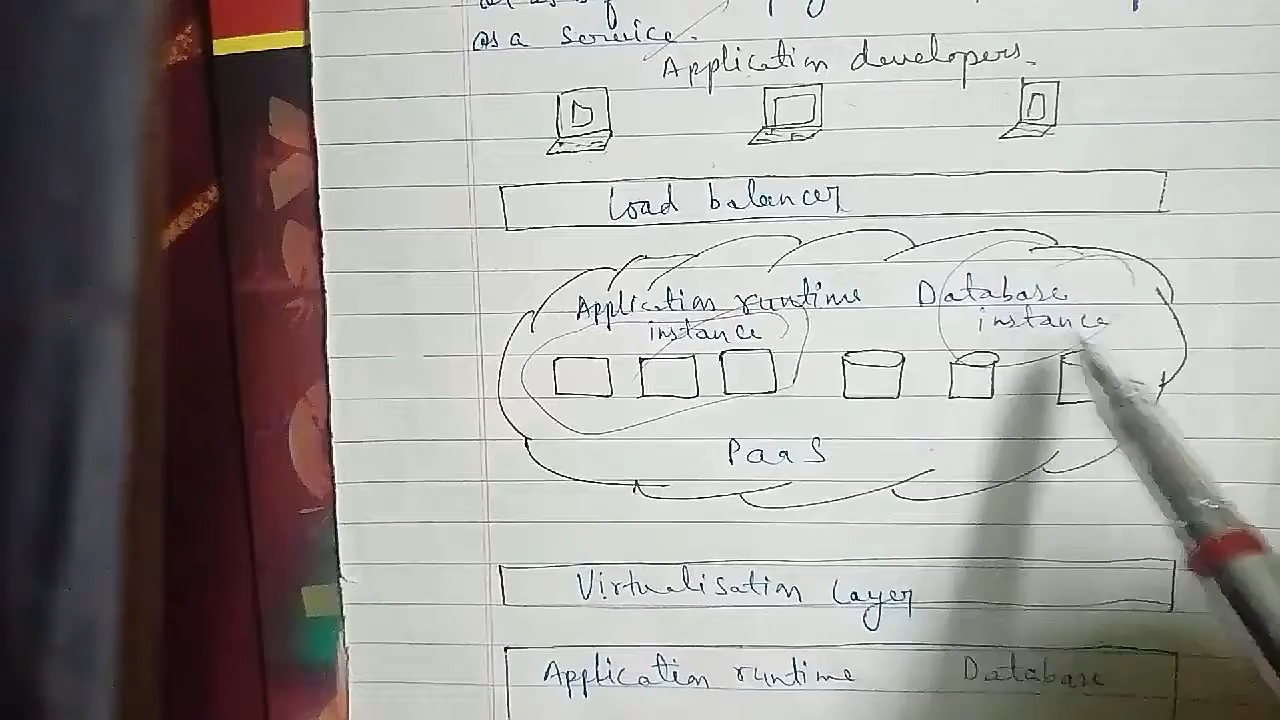 as a service.
Application developers.
Load balancer
Application runtime Database
instance instance
PaaS
Virtualisation Layer
Application runtime Database